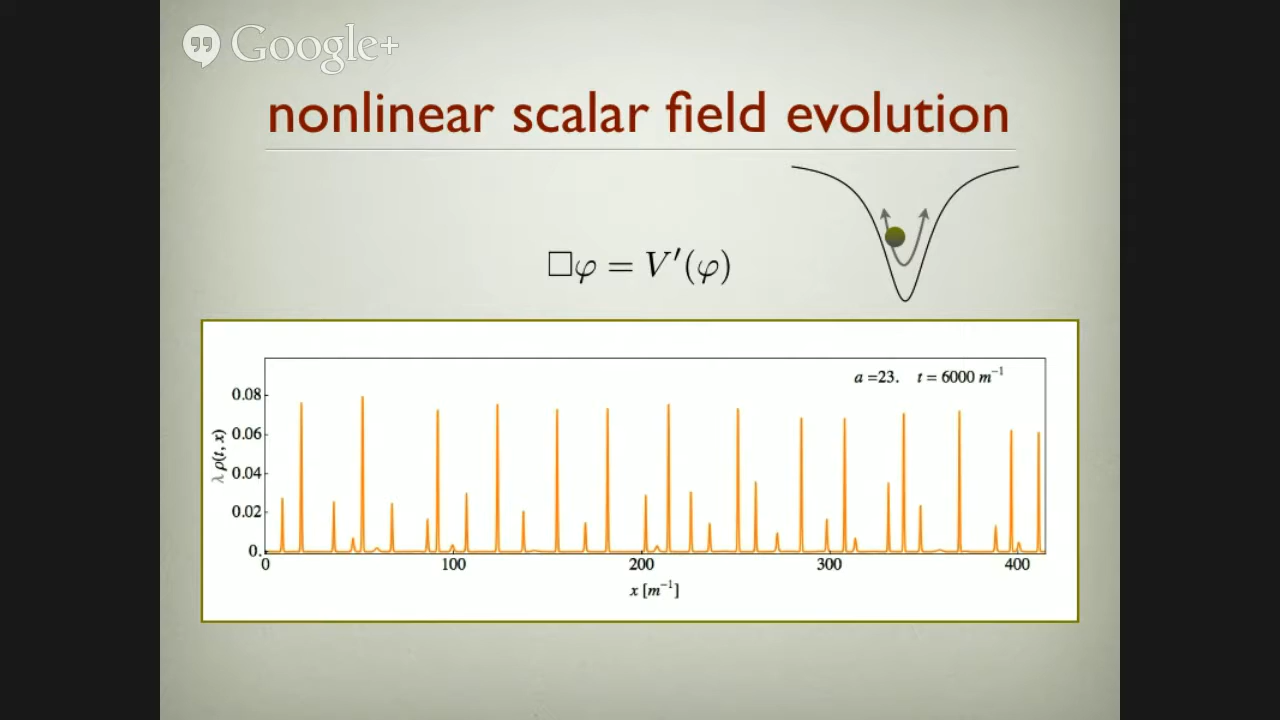 Google+
nonlinear scalar field evolution
□φ = V′(φ)
a =23. t = 6000 m⁻¹
λ ρ(t, x)
0.08
0.06
0.04
0.02
0.
0 100 200 300 400
x [m⁻¹]